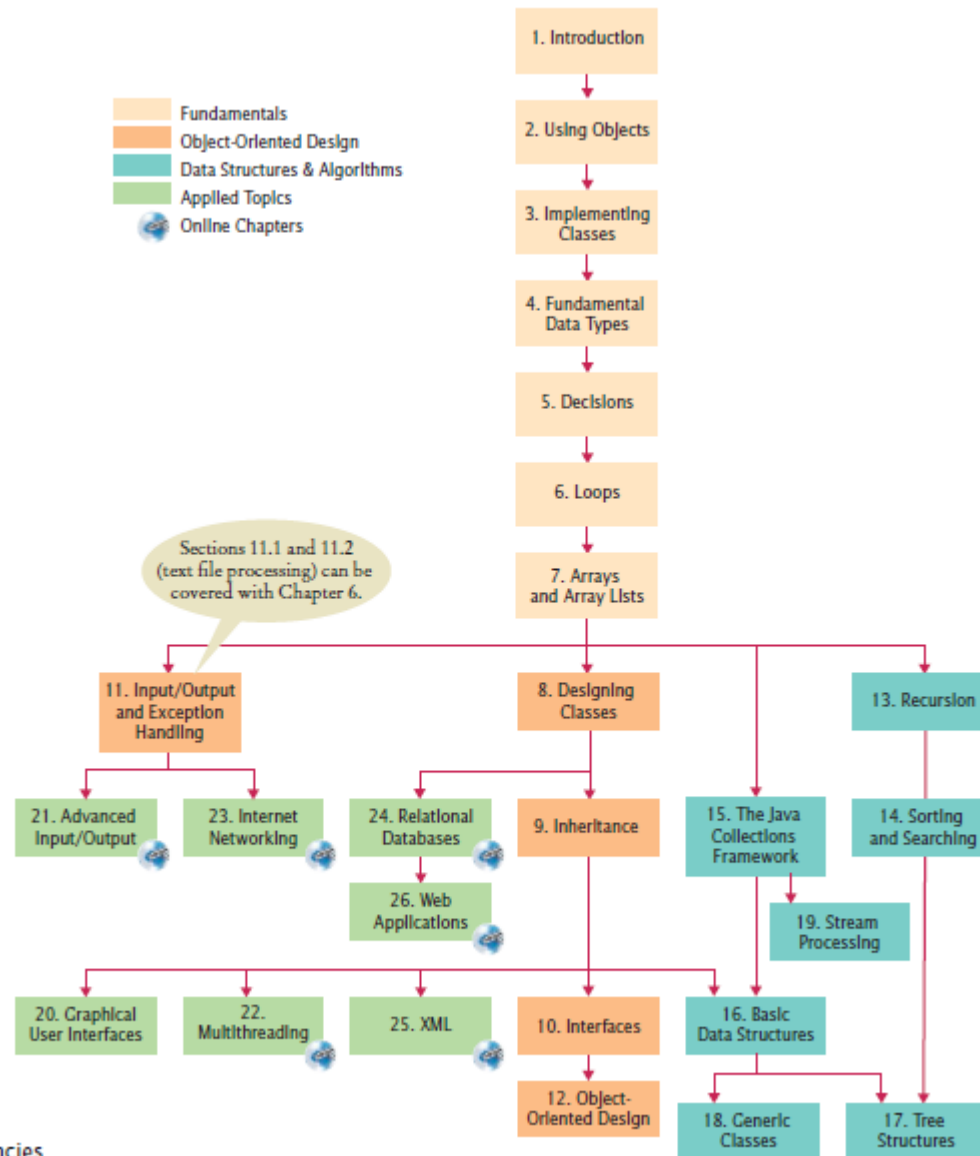 1. Introduction
Fundamentals
Object-Oriented Design
Data Structures & Algorithms
Applied Topics
Online Chapters
2. Using Objects
3. Implementing
Classes
4. Fundamental
Data Types
5. Decisions
6. Loops
Sections 11.1 and 11.2
(text file processing) can be
covered with Chapter 6.
7. Arrays
and Array Lists
11. Input/Output
and Exception
Handling
8. Designing
Classes
13. Recursion
21. Advanced
Input/Output
23. Internet
Networking
24. Relational
Databases
9. Inheritance
15. The Java
Collections
Framework
14. Sorting
and Searching
26. Web
Applications
19. Stream
Processing
20. Graphical
User Interfaces
22.
Multithreading
25. XML
10. Interfaces
16. Basic
Data Structures
12. Object-
Oriented Design
18. Generic
Classes
17. Tree
Structures